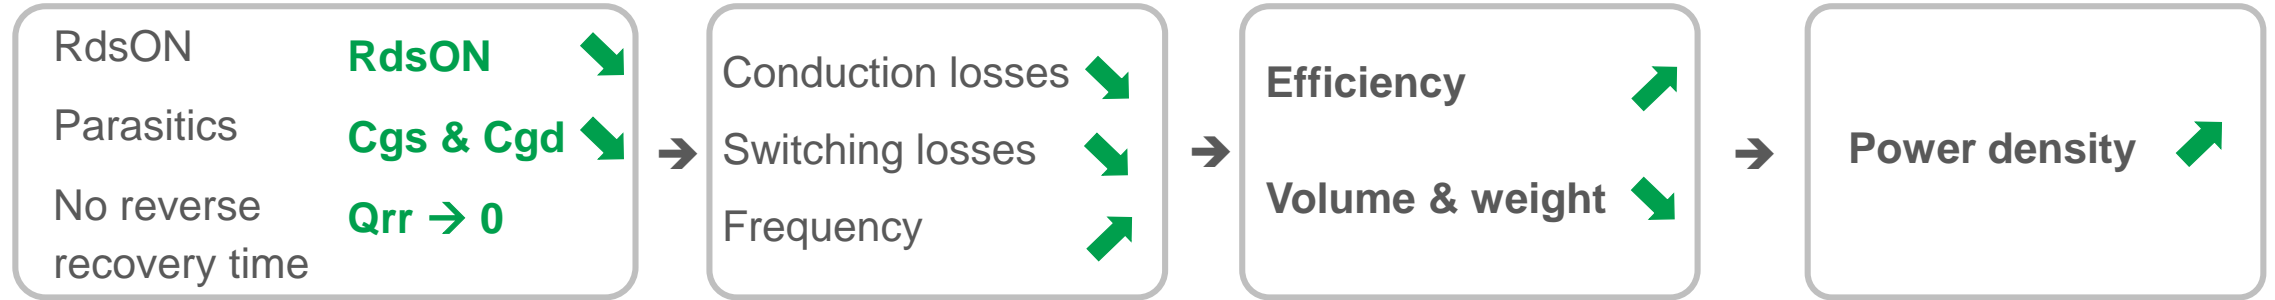 RdsON
RdsON
Parasitics
Cgs & Cgd
No reverse
recovery time
Qrr → 0
Conduction losses
Switching losses
Frequency
Efficiency
Volume & weight
Power density